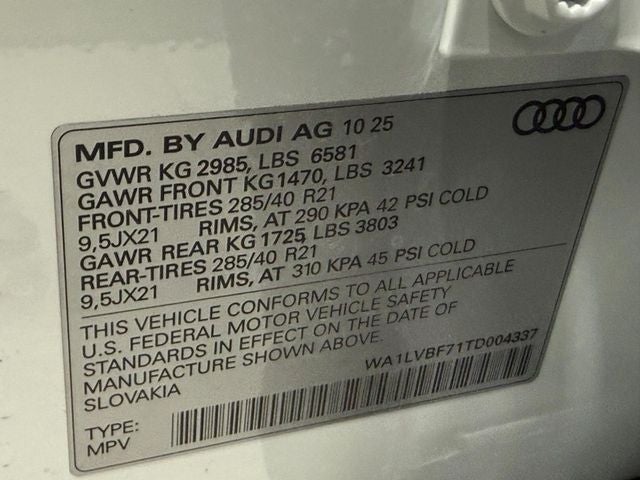 MFD. BY AUDI AG 10 25
GVWR KG 2985, LBS 6581
GAWR FRONT KG1470, LBS 3241
FRONT-TIRES 285/40 R21
9,5JX21 RIMS, AT 290 KPA 42 PSI COLD
GAWR REAR KG 1725, LBS 3803
REAR-TIRES 285/40 R21
9,5JX21 RIMS, AT 310 KPA 45 PSI COLD
THIS VEHICLE CONFORMS TO ALL APPLICABLE
U.S. FEDERAL MOTOR VEHICLE SAFETY
STANDARDS IN EFFECT ON THE DATE OF
MANUFACTURE SHOWN ABOVE.
SLOVAKIA
WA1LVBF71TD004337
TYPE:
MPV